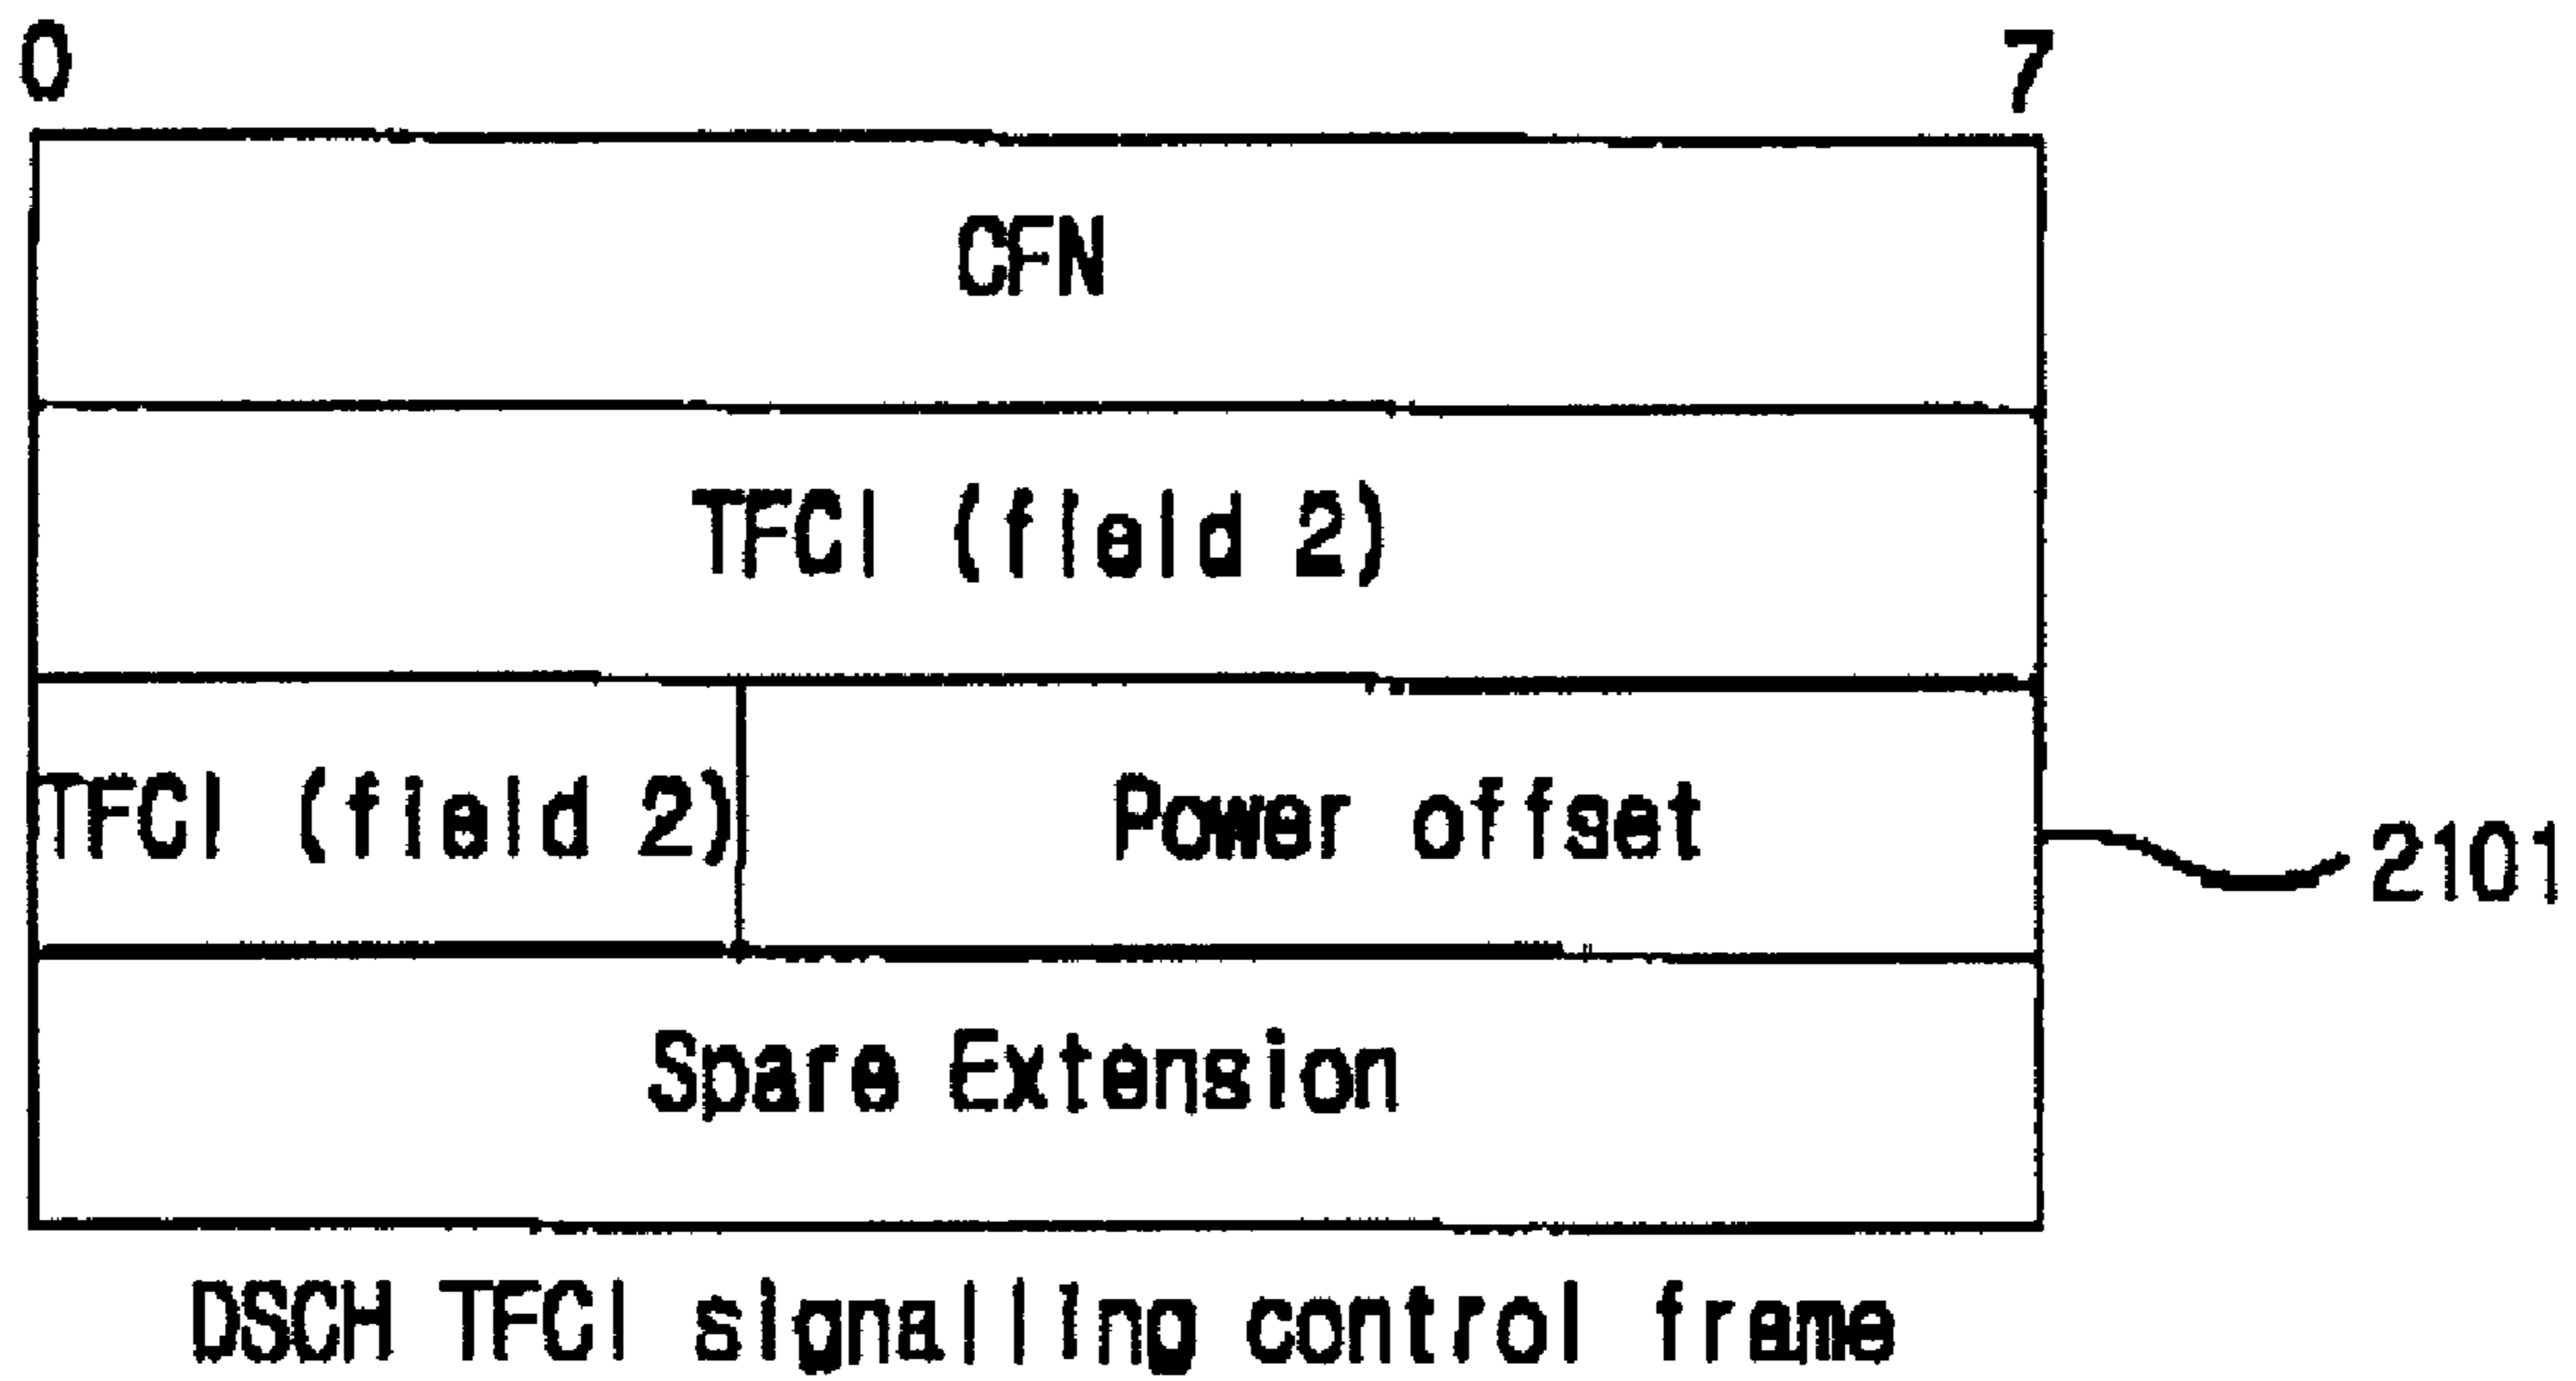 0 7
CFN
TFCI (field 2)
TFCI (field 2) Power offset
2101
Spare Extension
DSCH TFCI signalling control frame